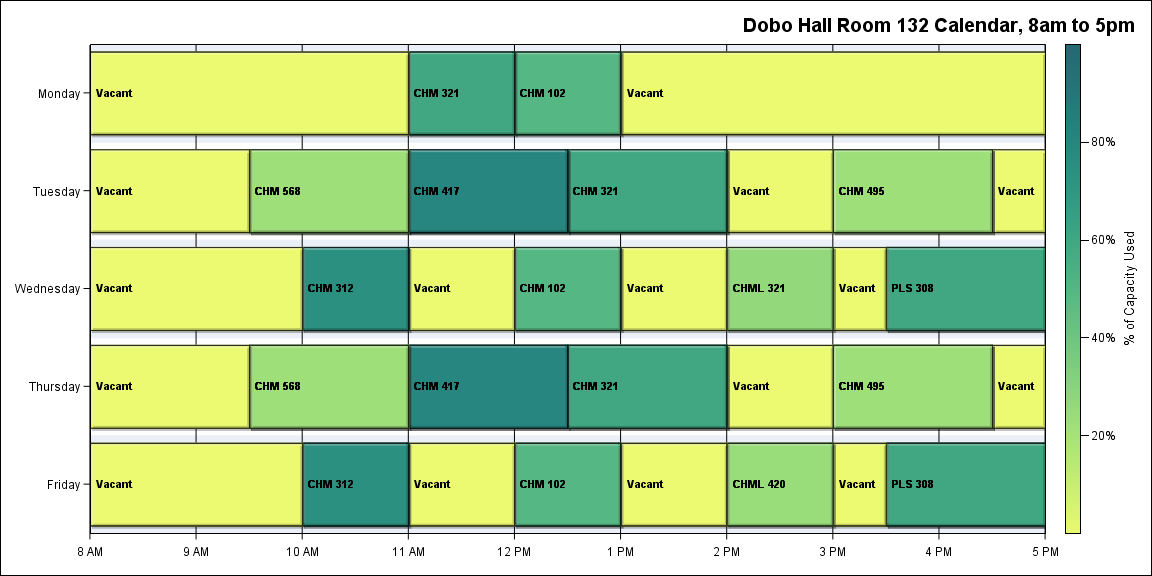 Dobo Hall Room 132 Calendar, 8am to 5pm
Monday
Vacant
CHM 321
CHM 102
Vacant
Tuesday
Vacant
CHM 568
CHM 417
CHM 321
Vacant
CHM 495
Vacant
Wednesday
Vacant
CHM 312
Vacant
CHM 102
Vacant
CHML 321
Vacant
PLS 308
Thursday
Vacant
CHM 568
CHM 417
CHM 321
Vacant
CHM 495
Vacant
Friday
Vacant
CHM 312
Vacant
CHM 102
Vacant
CHML 420
Vacant
PLS 308
8 AM
9 AM
10 AM
11 AM
12 PM
1 PM
2 PM
3 PM
4 PM
5 PM
80%
60%
40%
20%
% of Capacity Used